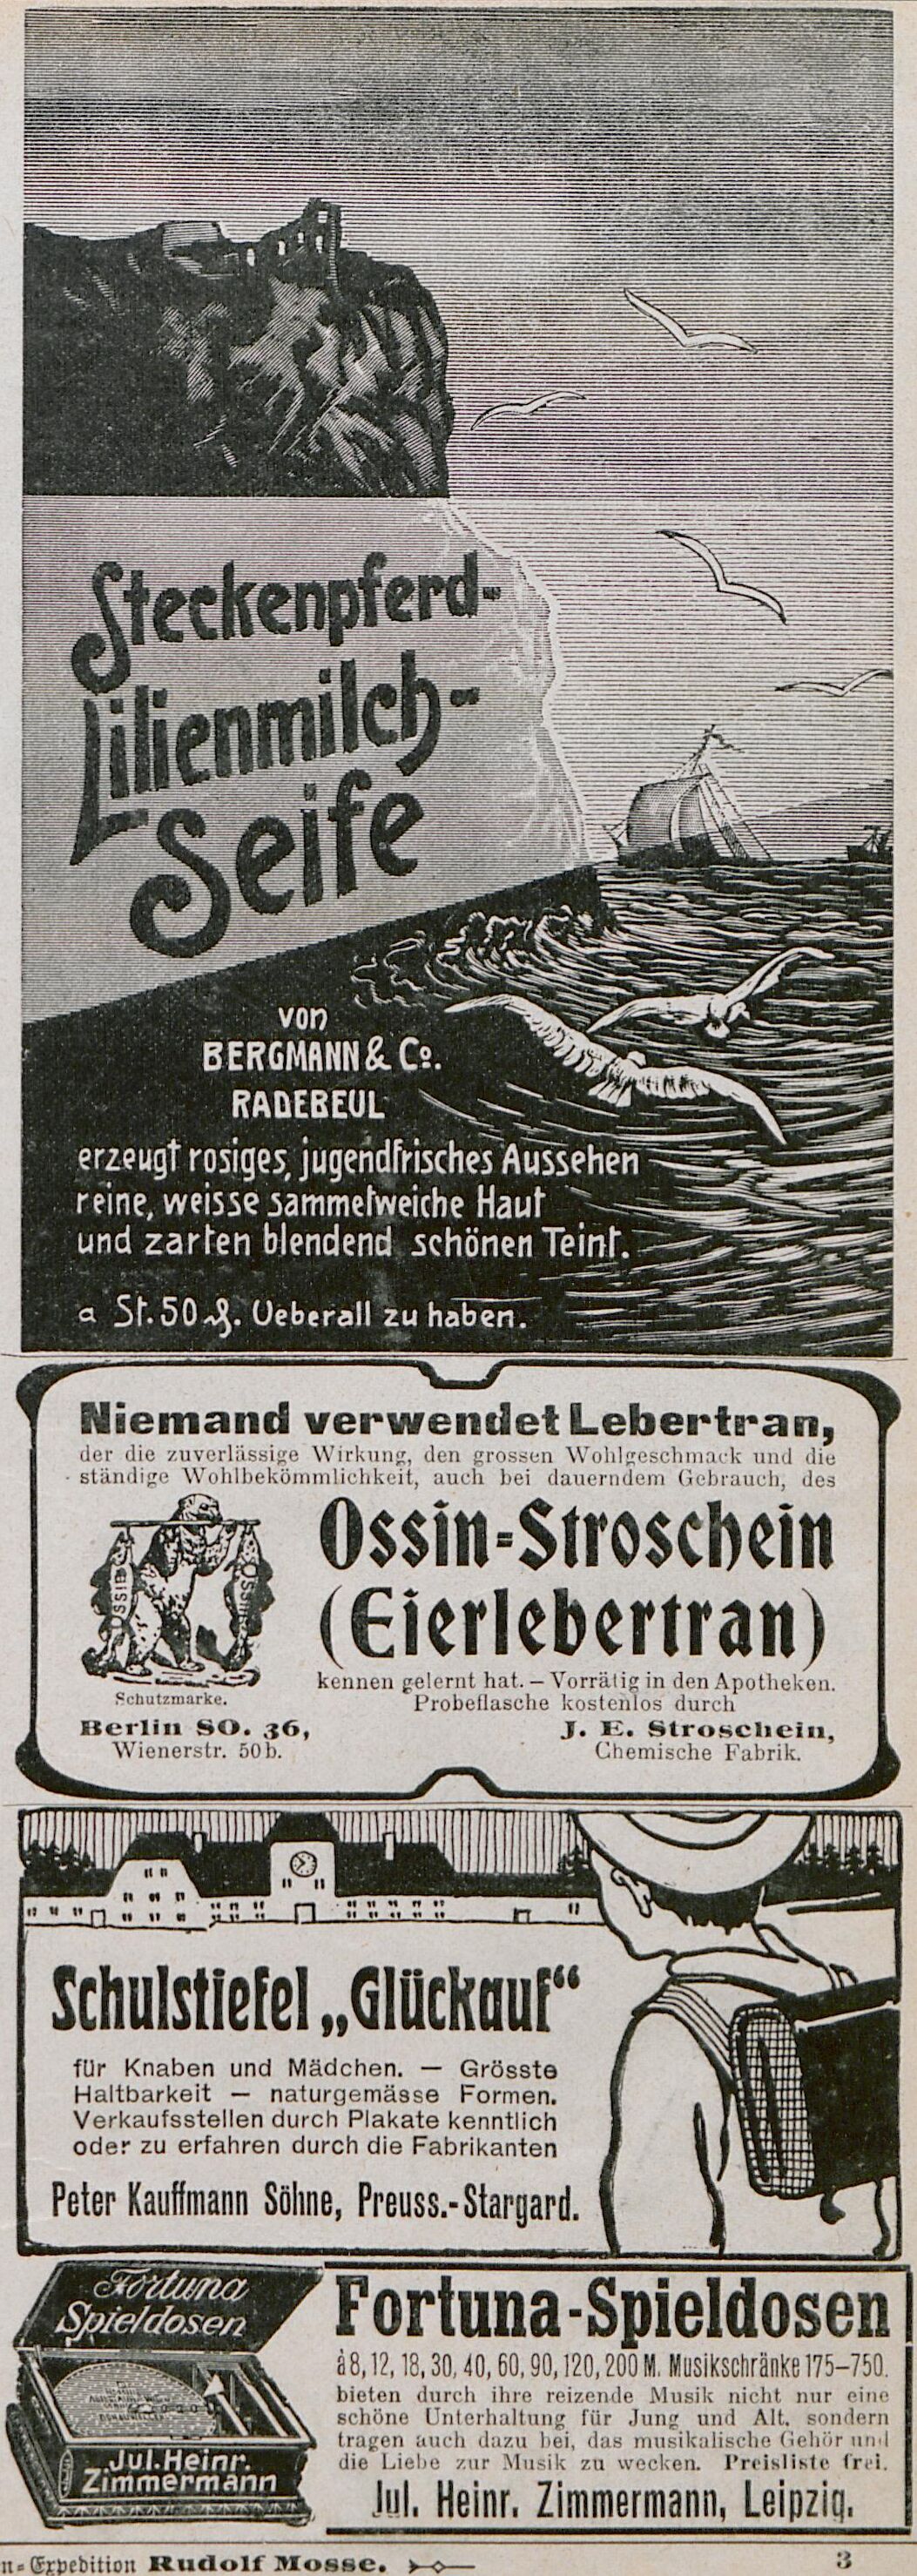 Steckenpferd-
Lilienmilch-
Seife
von
BERGMANN & Co.
RADEBEUL
erzeugt rosiges, jugendfrisches Aussehen
reine, weisse sammetweiche Haut
und zarten blendend schönen Teint.
a St. 50 ₰. Ueberall zu haben.
Niemand verwendet Lebertran,
der die zuverlässige Wirkung, den grossen Wohlgeschmack und die
ständige Wohlbekömmlichkeit, auch bei dauerndem Gebrauch, des
Ossin-Stroschein
(Eierlebertran)
OSSIN
OSSIN
Schutzmarke.
kennen gelernt hat. — Vorrätig in den Apotheken.
Probeflasche kostenlos durch
Berlin SO. 36,
Wienerstr. 50b.
J. E. Stroschein,
Chemische Fabrik.
Schulstiefel „Glückauf“
für Knaben und Mädchen. — Grösste
Haltbarkeit — naturgemässe Formen.
Verkaufsstellen durch Plakate kenntlich
oder zu erfahren durch die Fabrikanten
Peter Kauffmann Söhne, Preuss.-Stargard.
Fortuna
Spieldosen
Jul. Heinr.
Zimmermann
Fortuna-Spieldosen
à 8, 12, 18, 30, 40, 60, 90, 120, 200 M. Musikschränke 175–750.
bieten durch ihre reizende Musik nicht nur eine
schöne Unterhaltung für Jung und Alt, sondern
tragen auch dazu bei, das musikalische Gehör und
die Liebe zur Musik zu wecken. Preisliste frei.
Jul. Heinr. Zimmermann, Leipzig.
n-Expedition Rudolf Mosse.
3